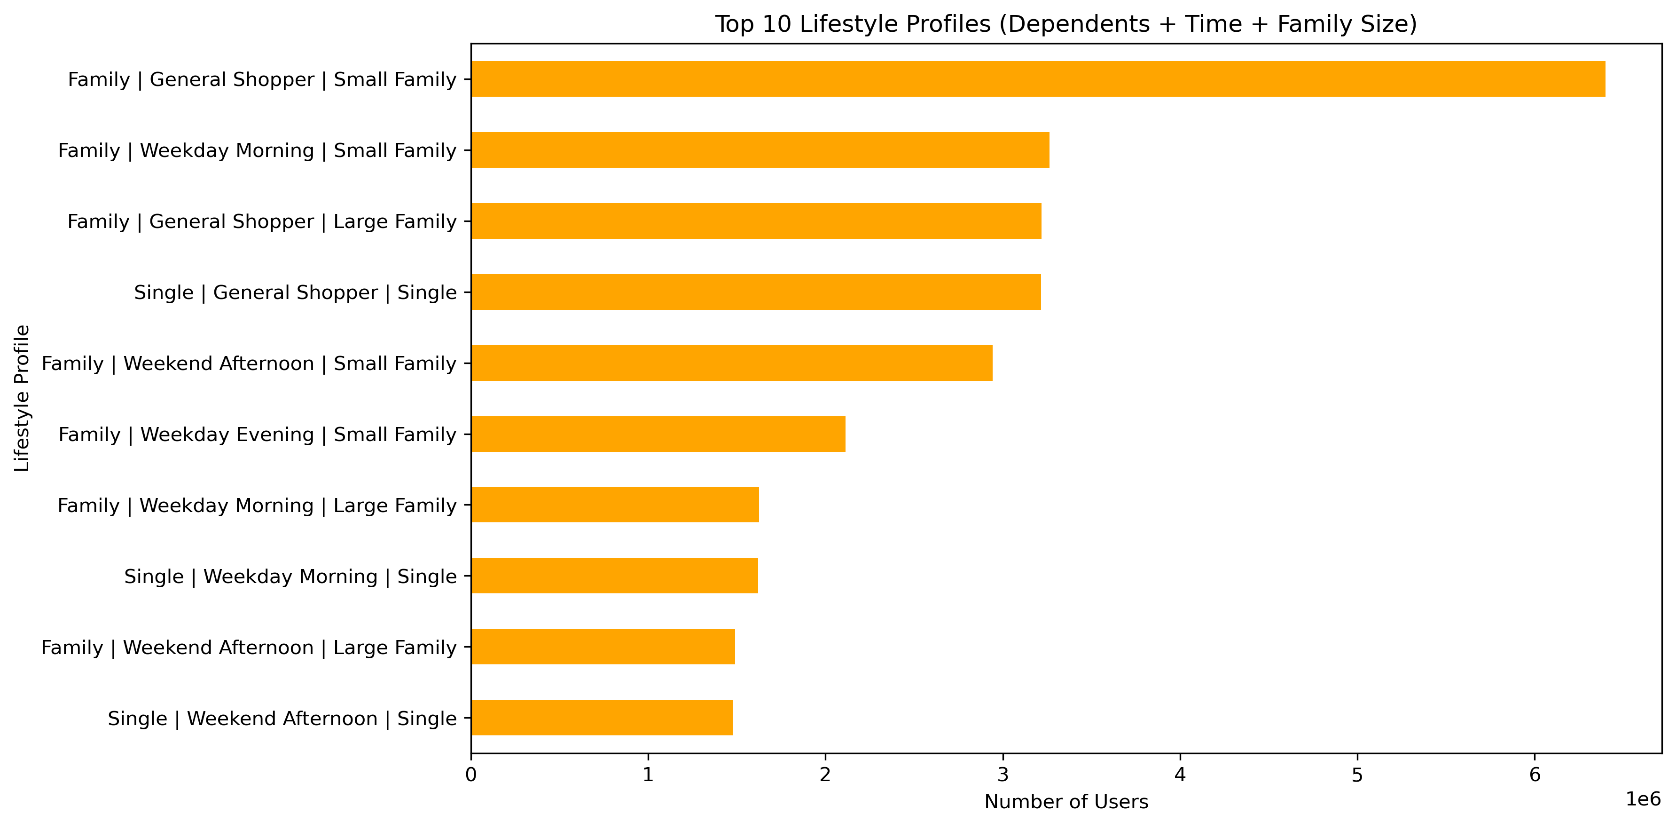 Top 10 Lifestyle Profiles (Dependents + Time + Family Size)
Family | General Shopper | Small Family
Family | Weekday Morning | Small Family
Family | General Shopper | Large Family
Single | General Shopper | Single
Family | Weekend Afternoon | Small Family
Family | Weekday Evening | Small Family
Family | Weekday Morning | Large Family
Single | Weekday Morning | Single
Family | Weekend Afternoon | Large Family
Single | Weekend Afternoon | Single
Lifestyle Profile
0 1 2 3 4 5 6
1e6
Number of Users